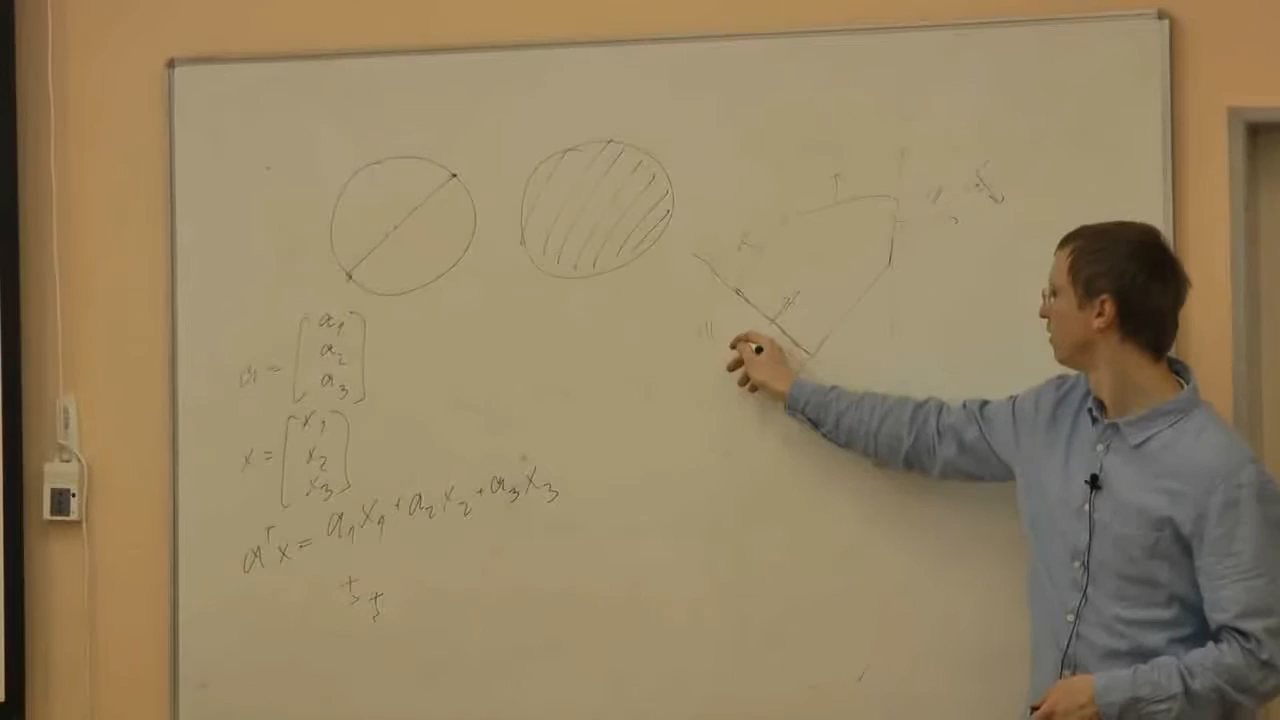 a = [ a₁
a₂
a₃ ]
x = [ x₁
x₂
x₃ ]
aᵀx = a₁x₁ + a₂x₂ + a₃x₃